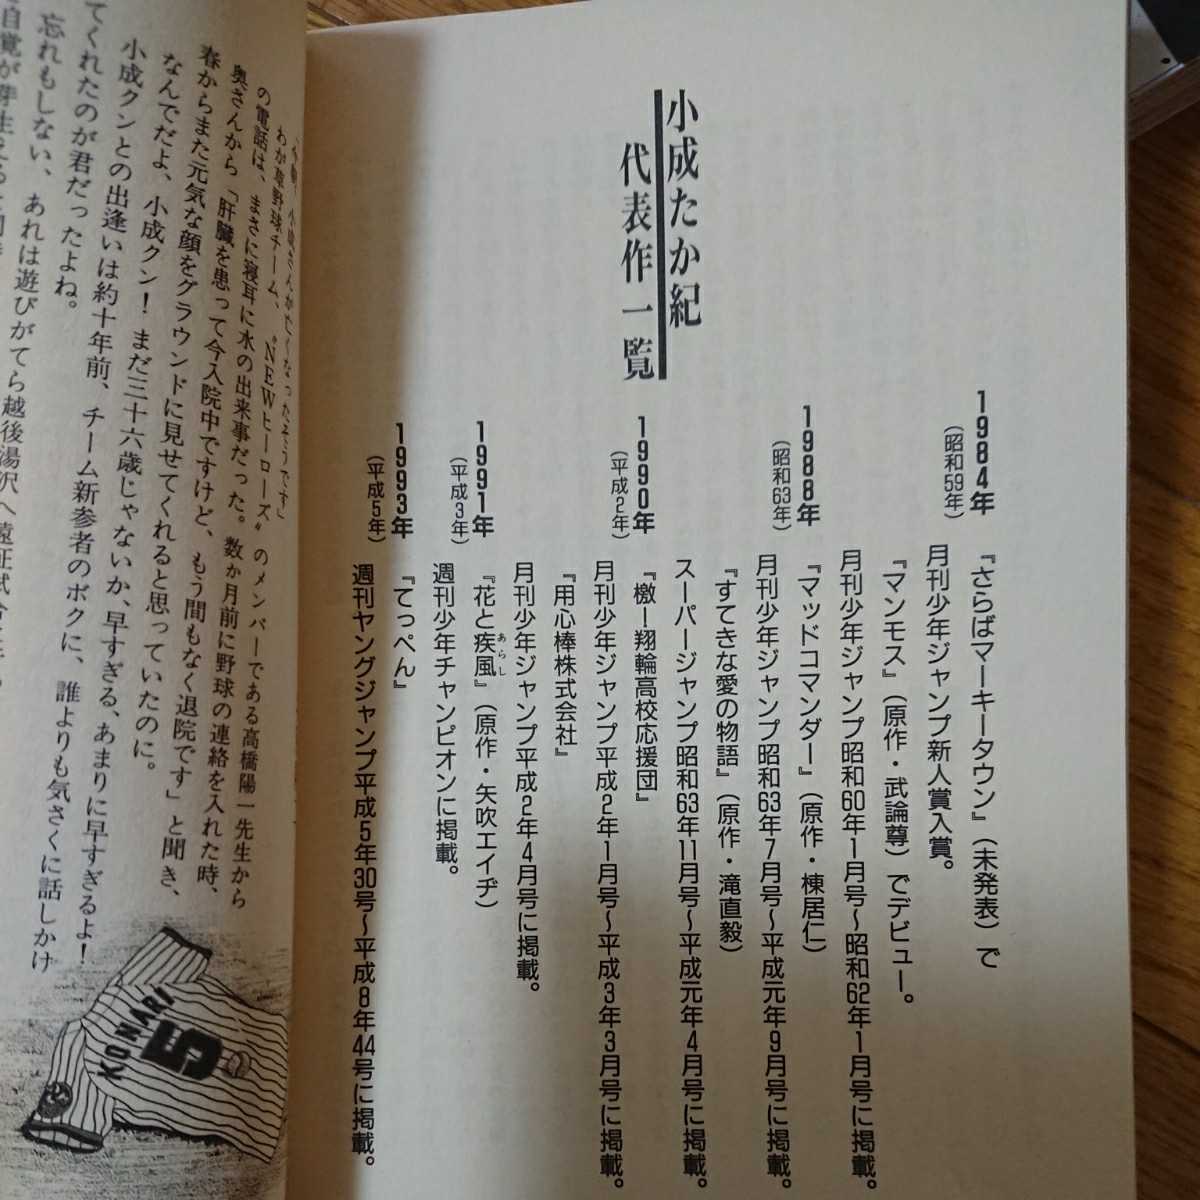 小成たか紀
代表作一覧
1984年
(昭和59年)
『さらばマーキータウン』(未発表)で
月刊少年ジャンプ新人賞入賞。
『マンモス』(原作・武論尊)でデビュー。
月刊少年ジャンプ昭和60年1月号〜昭和62年1月号に掲載。
1988年
(昭和63年)
『マッドコマンダー』(原作・棟居仁)
月刊少年ジャンプ昭和63年7月号〜平成元年9月号に掲載。
『すてきな愛の物語』(原作・滝直毅)
スーパージャンプ昭和63年11月号〜平成元年4月号に掲載。
1990年
(平成2年)
『檄ー翔輪高校応援団』
月刊少年ジャンプ平成2年1月号〜平成3年3月号に掲載。
『用心棒株式会社』
月刊少年ジャンプ平成2年4月号に掲載。
1991年
(平成3年)
『花と疾風』(原作・矢吹エイヂ)
あらし
週刊少年チャンピオンに掲載。
1993年
(平成5年)
『てっぺん』
週刊ヤングジャンプ平成5年30号〜平成8年44号に掲載。
小成さんが亡くなったそうです」
わが草野球チーム、〝NEWヒーローズ〟のメンバーである高橋陽一先生から
の電話は、まさに寝耳に水の出来事だった。数か月前に野球の連絡を入れた時、
奥さんから「肝臓を患って今入院中ですけど、もう間もなく退院です」と聞き、
春からまた元気な顔をグラウンドに見せてくれると思っていたのに。
なんでだよ、小成クン！まだ三十六歳じゃないか、早すぎる、あまりに早すぎるよ！
小成クンとの出逢いは約十年前、チーム新参者のボクに、誰よりも気さくに話しかけ
てくれたのが君だったよね。
忘れもしない、あれは遊びがてら越後湯沢へ遠征試合に
KONARI
5